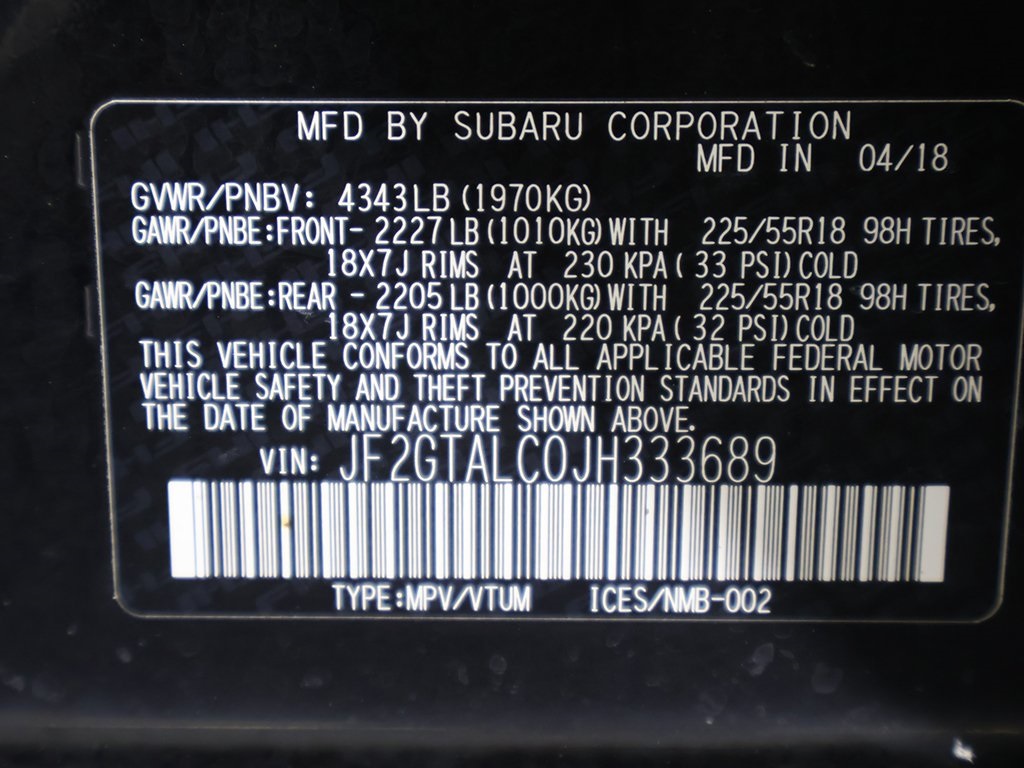 MFD BY SUBARU CORPORATION
MFD IN 04/18
GVWR/PNBV: 4343LB (1970KG)
GAWR/PNBE:FRONT- 2227 LB (1010KG) WITH 225/55R18 98H TIRES,
18X7J RIMS AT 230 KPA ( 33 PSI) COLD
GAWR/PNBE:REAR - 2205 LB (1000KG) WITH 225/55R18 98H TIRES,
18X7J RIMS AT 220 KPA ( 32 PSI) COLD
THIS VEHICLE CONFORMS TO ALL APPLICABLE FEDERAL MOTOR
VEHICLE SAFETY AND THEFT PREVENTION STANDARDS IN EFFECT ON
THE DATE OF MANUFACTURE SHOWN ABOVE.
VIN: JF2GTALC0JH333689
TYPE:MPV/VTUM ICES/NMB-002